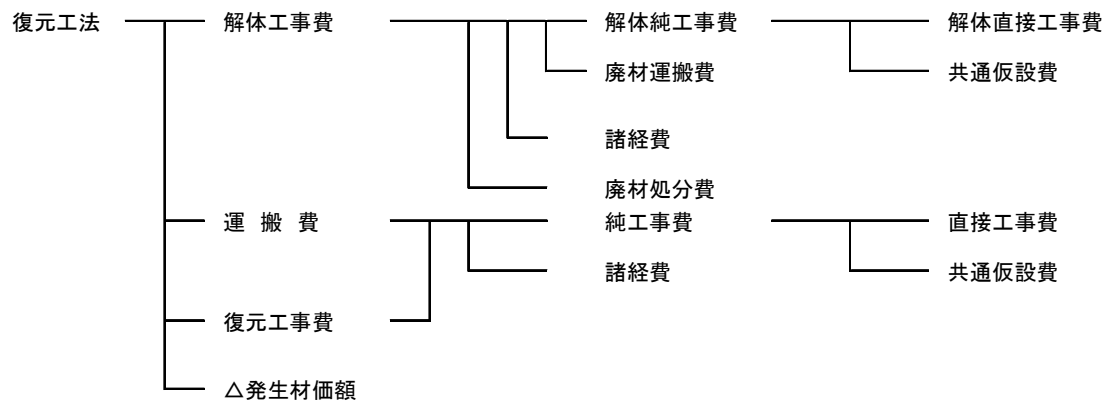 復元工法 解体工事費 解体純工事費 解体直接工事費
廃材運搬費 共通仮設費
諸経費
廃材処分費
運 搬 費 純工事費 直接工事費
諸経費 共通仮設費
復元工事費
△発生材価額